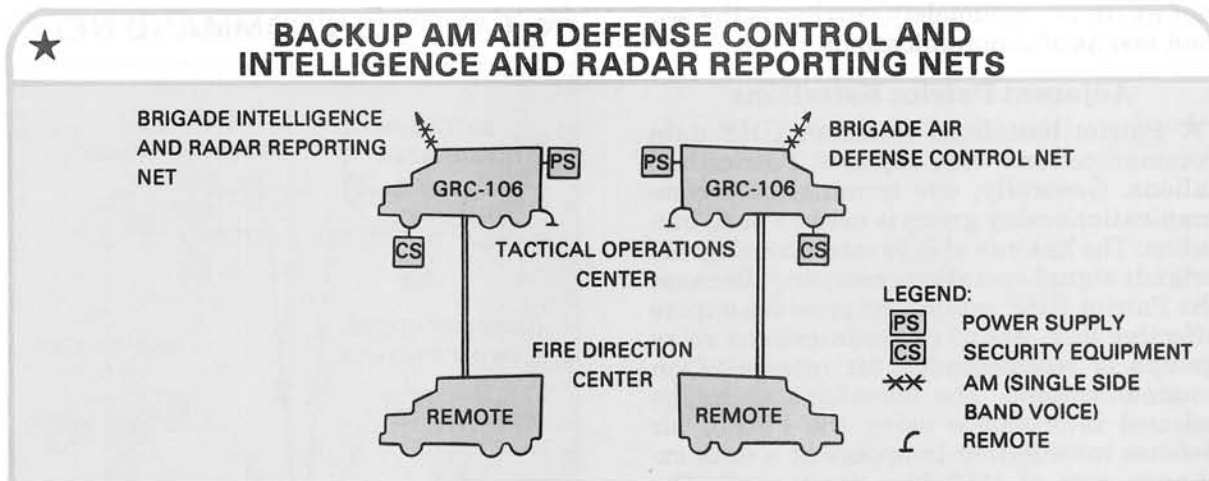 BACKUP AM AIR DEFENSE CONTROL AND
INTELLIGENCE AND RADAR REPORTING NETS
BRIGADE INTELLIGENCE
AND RADAR REPORTING
NET
PS
GRC-106
CS
PS
GRC-106
CS
BRIGADE AIR
DEFENSE CONTROL NET
TACTICAL OPERATIONS
CENTER
FIRE DIRECTION
CENTER
REMOTE
REMOTE
LEGEND:
PS POWER SUPPLY
CS SECURITY EQUIPMENT
AM (SINGLE SIDE
BAND VOICE)
REMOTE